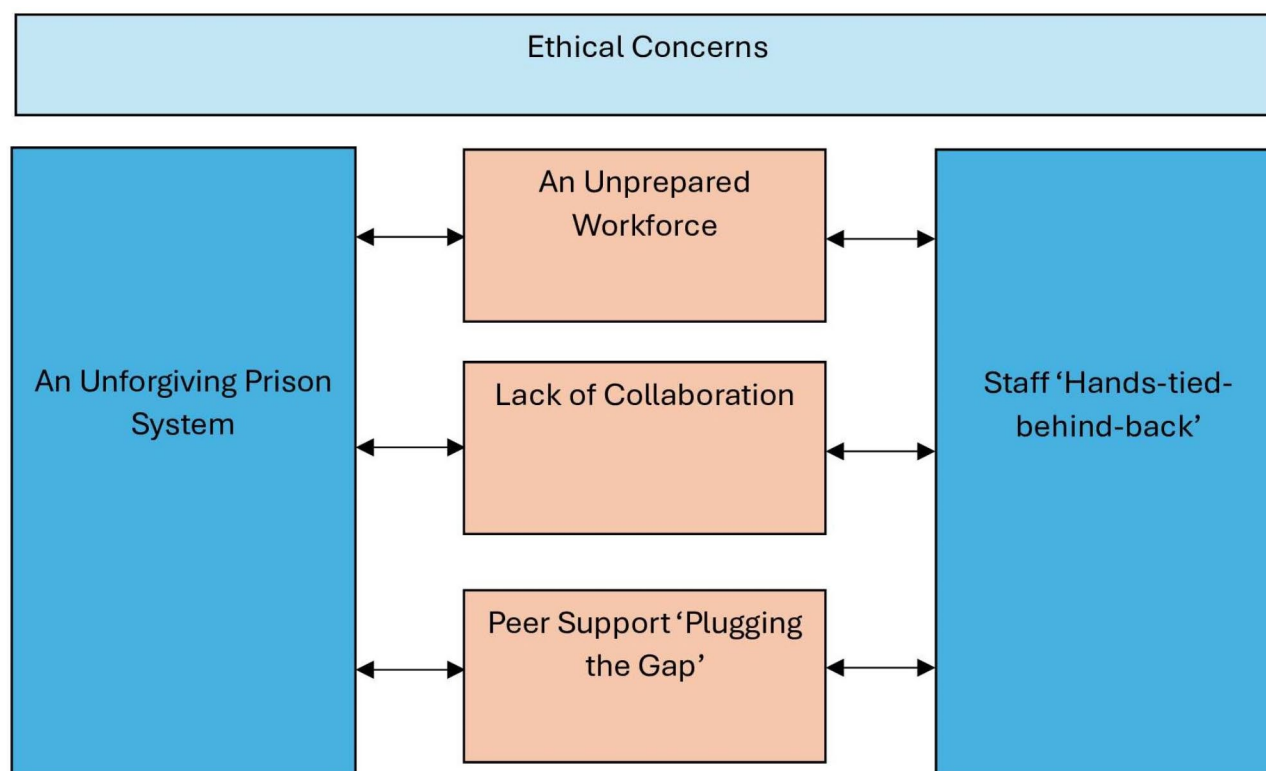 Ethical Concerns
An Unprepared
Workforce
An Unforgiving Prison
System
Lack of Collaboration
Staff ‘Hands-tied-
behind-back’
Peer Support ‘Plugging
the Gap’